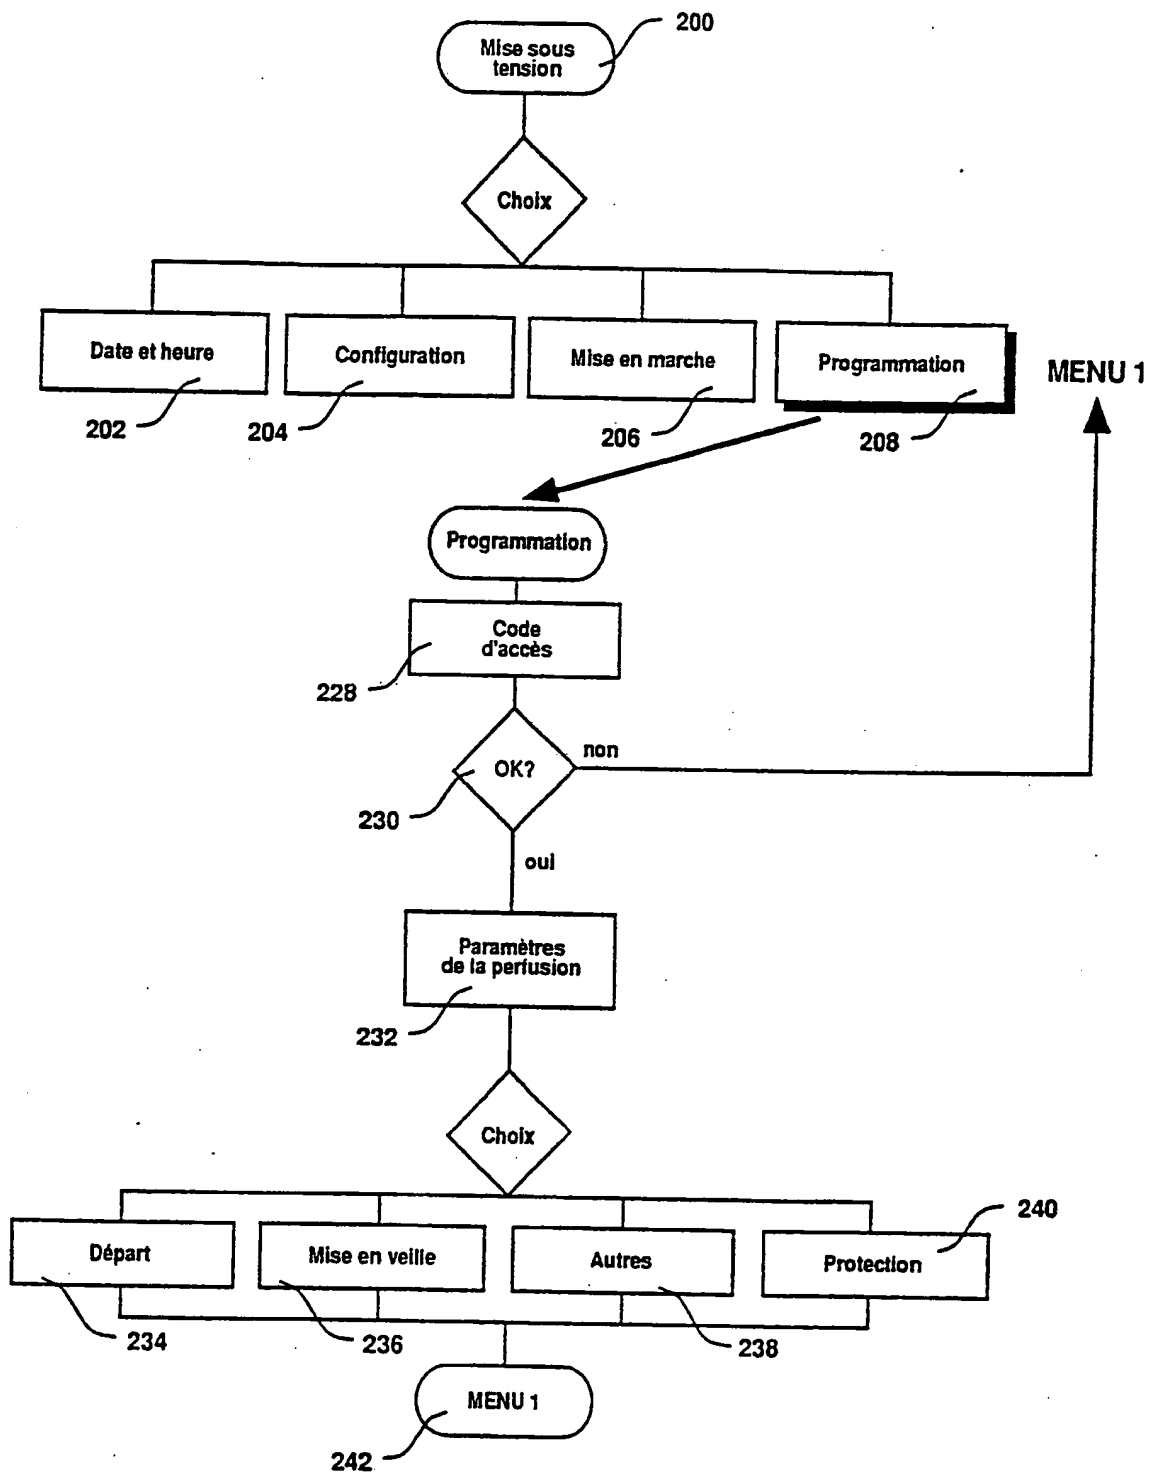 200
Mise sous
tension
Choix
Date et heure
Configuration
Mise en marche
Programmation
MENU 1
202
204
206
208
Programmation
Code
d'accès
228
OK?
non
230
oui
Paramètres
de la perfusion
232
Choix
240
Départ
Mise en veille
Autres
Protection
234
236
238
MENU 1
242